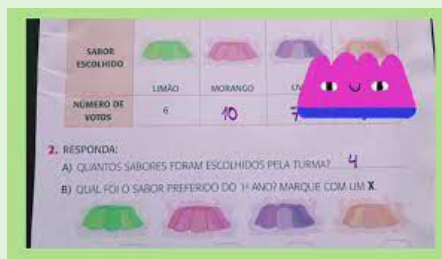 SABOR
ESCOLHIDO
LIMÃO MORANGO
NÚMERO DE
VOTOS
6 10 7
2. RESPONDA:
A) QUANTOS SABORES FORAM ESCOLHIDOS PELA TURMA? 4
B) QUAL FOI O SABOR PREFERIDO DO 1º ANO? MARQUE COM UM X.